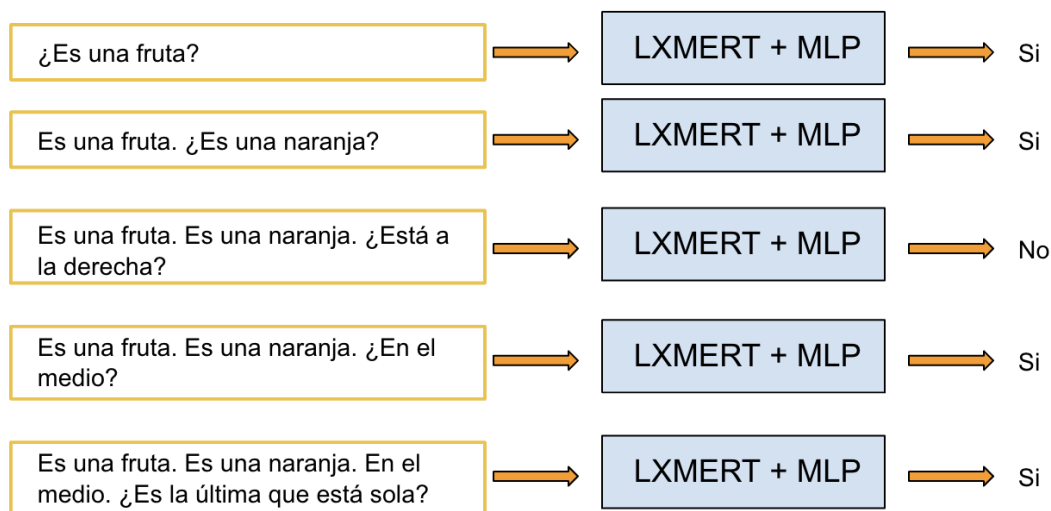 ¿Es una fruta?
LXMERT + MLP
Si
Es una fruta. ¿Es una naranja?
LXMERT + MLP
Si
Es una fruta. Es una naranja. ¿Está a
la derecha?
LXMERT + MLP
No
Es una fruta. Es una naranja. ¿En el
medio?
LXMERT + MLP
Si
Es una fruta. Es una naranja. En el
medio. ¿Es la última que está sola?
LXMERT + MLP
Si